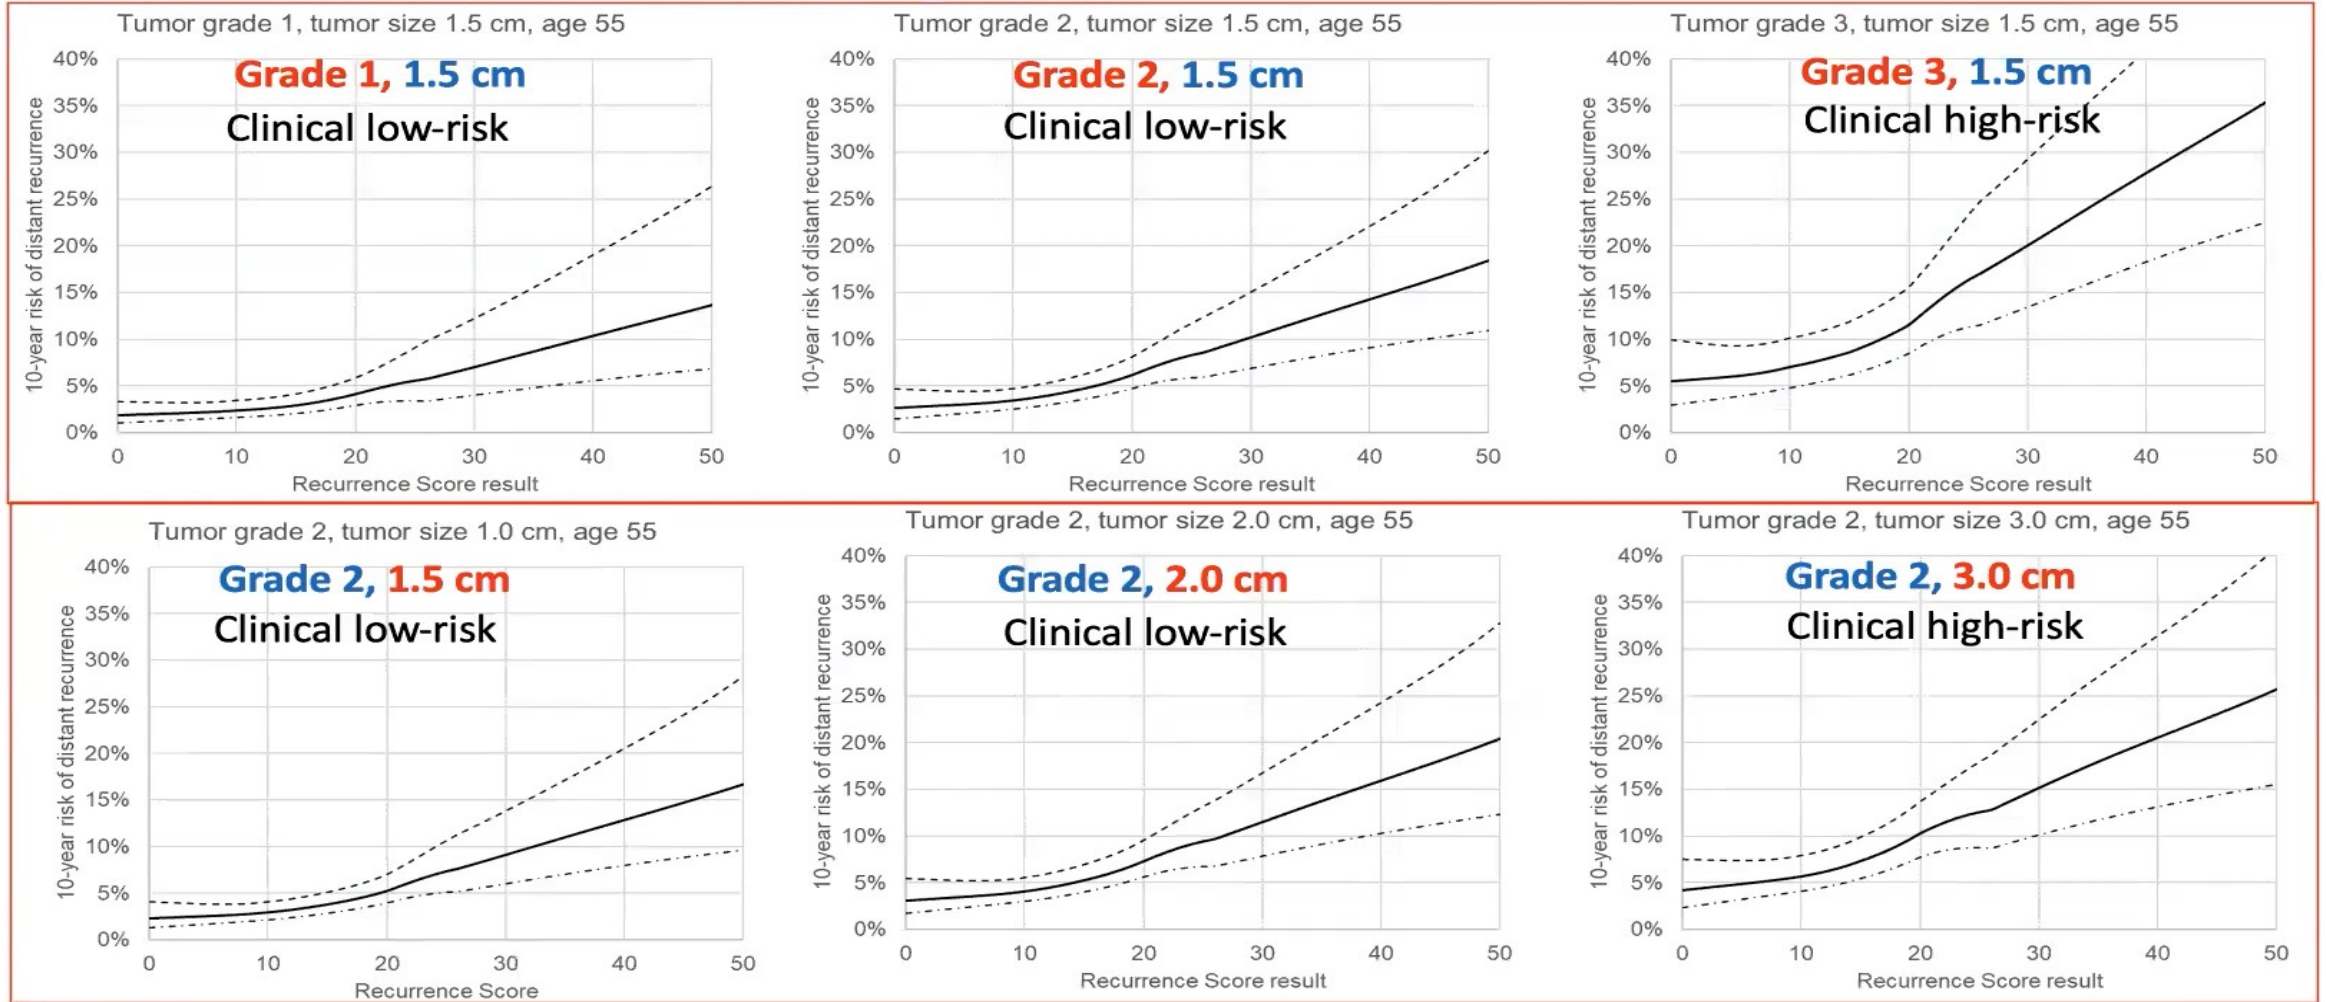 Tumor grade 1, tumor size 1.5 cm, age 55
Grade 1, 1.5 cm
Clinical low-risk
10-year risk of distant recurrence
40%
35%
30%
25%
20%
15%
10%
5%
0%
0 10 20 30 40 50
Recurrence Score result
Tumor grade 2, tumor size 1.5 cm, age 55
Grade 2, 1.5 cm
Clinical low-risk
10-year risk of distant recurrence
40%
35%
30%
25%
20%
15%
10%
5%
0%
0 10 20 30 40 50
Recurrence Score result
Tumor grade 3, tumor size 1.5 cm, age 55
Grade 3, 1.5 cm
Clinical high-risk
10-year risk of distant recurrence
40%
35%
30%
25%
20%
15%
10%
5%
0%
0 10 20 30 40 50
Recurrence Score result
Tumor grade 2, tumor size 1.0 cm, age 55
Grade 2, 1.5 cm
Clinical low-risk
10-year risk of distant recurrence
40%
35%
30%
25%
20%
15%
10%
5%
0%
0 10 20 30 40 50
Recurrence Score
Tumor grade 2, tumor size 2.0 cm, age 55
Grade 2, 2.0 cm
Clinical low-risk
10-year risk of distant recurrence
40%
35%
30%
25%
20%
15%
10%
5%
0%
0 10 20 30 40 50
Recurrence Score result
Tumor grade 2, tumor size 3.0 cm, age 55
Grade 2, 3.0 cm
Clinical high-risk
10-year risk of distant recurrence
40%
35%
30%
25%
20%
15%
10%
5%
0%
0 10 20 30 40 50
Recurrence Score result